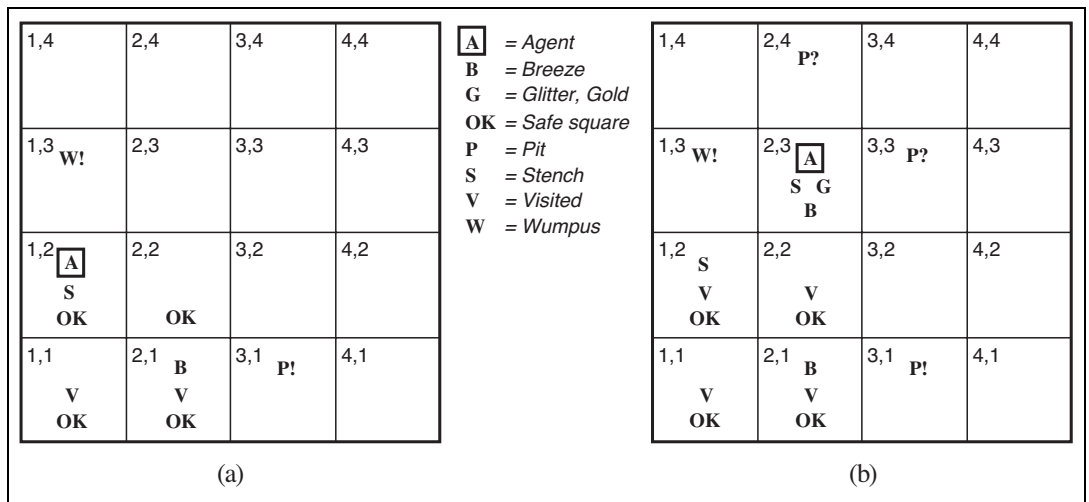 1,4 2,4 3,4 4,4
1,3 W! 2,3 3,3 4,3
1,2 A 2,2 3,2 4,2
S
OK OK
1,1 2,1 B 3,1 P! 4,1
V V
OK OK
(a)
A = Agent
B = Breeze
G = Glitter, Gold
OK = Safe square
P = Pit
S = Stench
V = Visited
W = Wumpus
1,4 2,4 P? 3,4 4,4
1,3 W! 2,3 A 3,3 P? 4,3
S G
B
1,2 S 2,2 3,2 4,2
V V
OK OK
1,1 2,1 B 3,1 P! 4,1
V V
OK OK
(b)